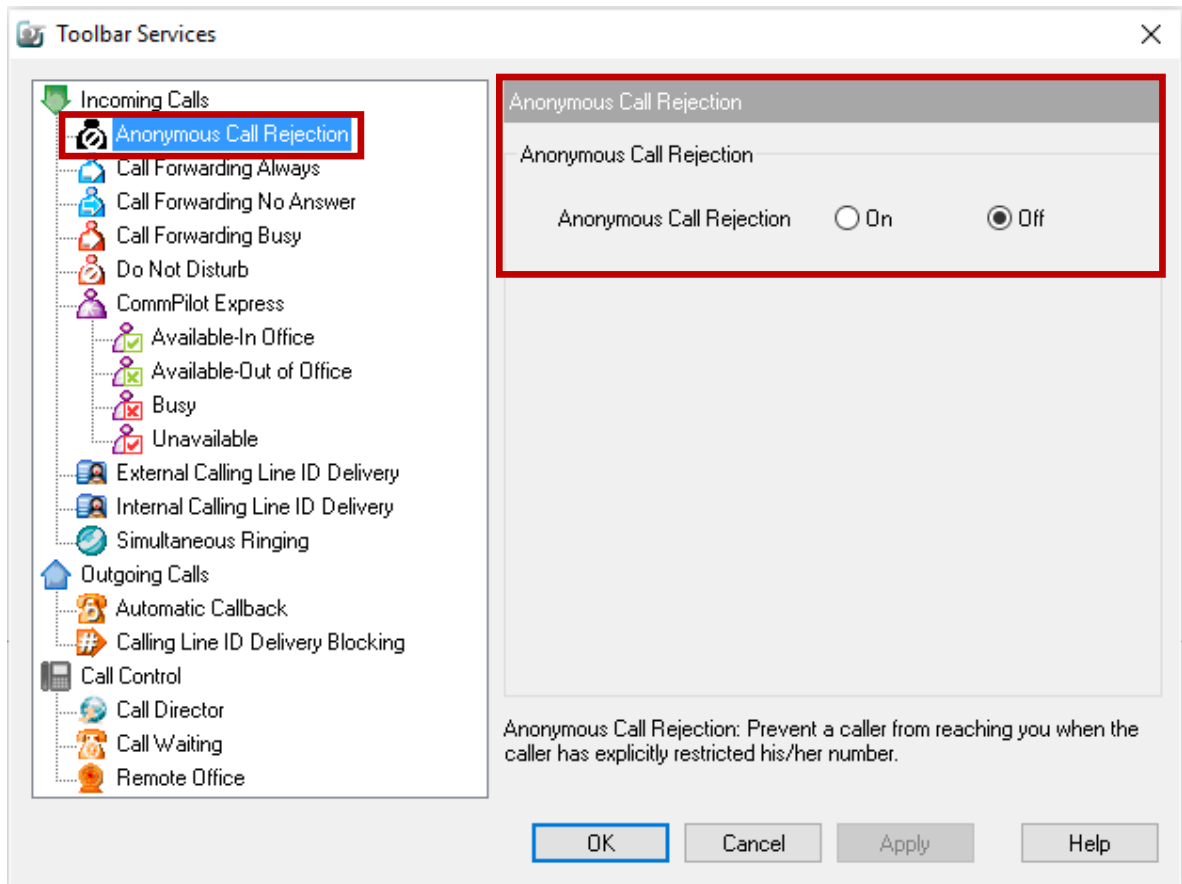 Toolbar Services
Incoming Calls
Anonymous Call Rejection
Call Forwarding Always
Call Forwarding No Answer
Call Forwarding Busy
Do Not Disturb
CommPilot Express
Available-In Office
Available-Out of Office
Busy
Unavailable
External Calling Line ID Delivery
Internal Calling Line ID Delivery
Simultaneous Ringing
Outgoing Calls
Automatic Callback
Calling Line ID Delivery Blocking
Call Control
Call Director
Call Waiting
Remote Office
Anonymous Call Rejection
Anonymous Call Rejection
Anonymous Call Rejection On Off
Anonymous Call Rejection: Prevent a caller from reaching you when the
caller has explicitly restricted his/her number.
OK Cancel Apply Help